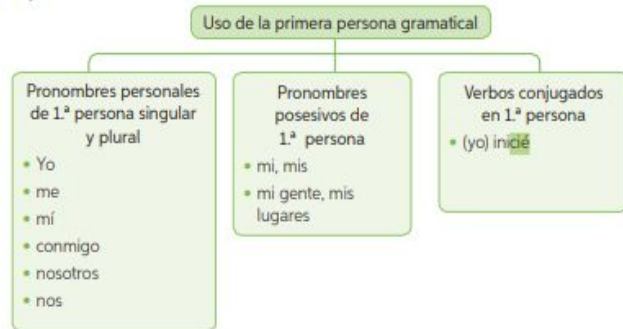 Uso de la primera persona gramatical
Pronombres personales
de 1.ª persona singular
y plural
• Yo
• me
• mí
• conmigo
• nosotros
• nos
Pronombres
posesivos de
1.ª persona
• mi, mis
• mi gente, mis
lugares
Verbos conjugados
en 1.ª persona
• (yo) inicié